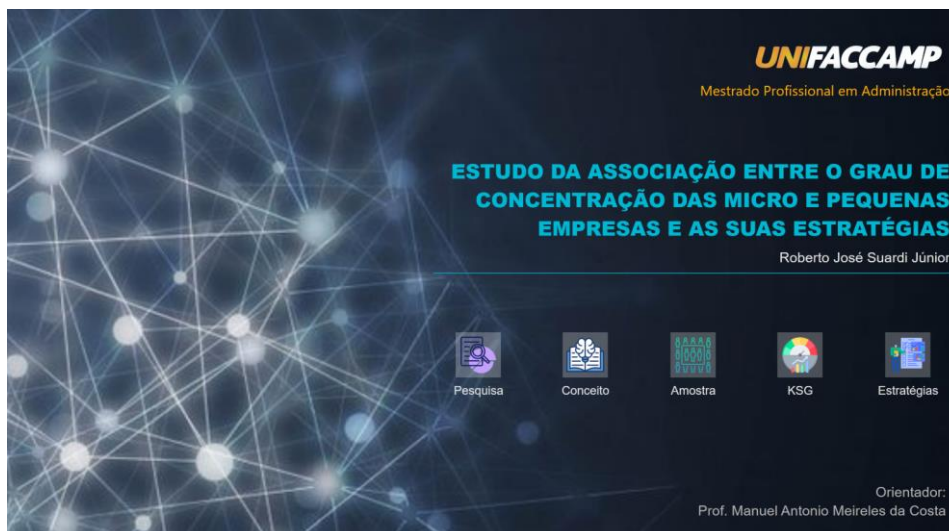 UNIFACCAMP
Mestrado Profissional em Administração
ESTUDO DA ASSOCIAÇÃO ENTRE O GRAU DE
CONCENTRAÇÃO DAS MICRO E PEQUENAS
EMPRESAS E AS SUAS ESTRATÉGIAS
Roberto José Suardi Júnior
Pesquisa
Conceito
Amostra
KSG
Estratégias
Orientador:
Prof. Manuel Antonio Meireles da Costa